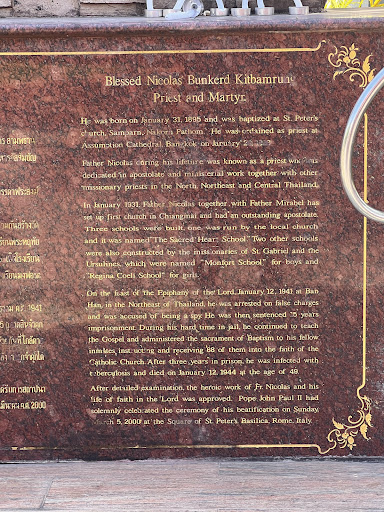 Blessed Nicolas Bunkerd Kitbamrung
Priest and Martyr.
He was born on January 31, 1895 and was baptized at St. Peter's
church, Samparn, Nakorn Pathom. He was ordained as priest at
Assumption Cathedral, Bangkok on January
Father Nicolas during his lifetime was known as a priest who was
dedicated in apostolate and ministerial work together with other
missionary priests in the North, Northeast and Central Thailand.
In January 1931, Father Nicolas together with Father Mirabel has
set up first church in Chiangmai and had an outstanding apostolate.
Three schools were built, one was run by the local church
and it was named "The Sacred Heart School." Two other schools
were also constructed by the missionaries of St. Gabriel and the
Ursulines, which were named "Monfort School" for boys and
"Regina Coeli School" for girls.
On the feast of the Epiphany of the Lord, January 12, 1941 at Ban
Han, in the Northeast of Thailand, he was arrested on false charges
and was accused of being a spy. He was then sentenced 15 years
imprisonment. During his hard time in jail, he continued to teach
the Gospel and administered the sacrament of Baptism to his fellow
inmates, instructing and receiving 68 of them into the faith of the
Catholic Church. After three years in prison, he was infected with
tuberculosis and died on January 12, 1944 at the age of 49.
After detailed examination, the heroic work of Fr. Nicolas and his
life of faith in the Lord was approved. Pope John Paul II had
solemnly celebrated the ceremony of his beatification on Sunday,
March 5, 2000 at the Square of St. Peter's Basilica, Rome, Italy.
1941
ค.ศ. 2000